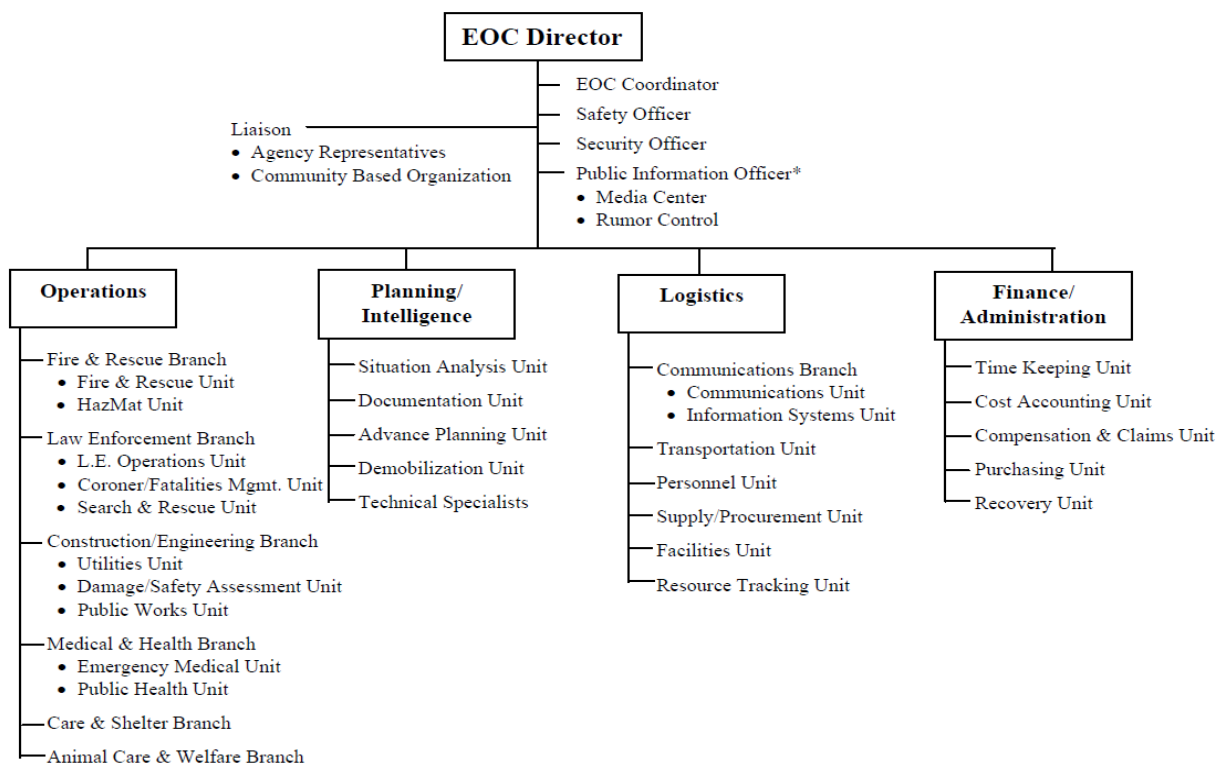 EOC Director
EOC Coordinator
Safety Officer
Security Officer
Public Information Officer*
• Media Center
• Rumor Control
Liaison
• Agency Representatives
• Community Based Organization
Operations
Fire & Rescue Branch
• Fire & Rescue Unit
• HazMat Unit
Law Enforcement Branch
• L.E. Operations Unit
• Coroner/Fatalities Mgmt. Unit
• Search & Rescue Unit
Construction/Engineering Branch
• Utilities Unit
• Damage/Safety Assessment Unit
• Public Works Unit
Medical & Health Branch
• Emergency Medical Unit
• Public Health Unit
Care & Shelter Branch
Animal Care & Welfare Branch
Planning/
Intelligence
Situation Analysis Unit
Documentation Unit
Advance Planning Unit
Demobilization Unit
Technical Specialists
Logistics
Communications Branch
• Communications Unit
• Information Systems Unit
Transportation Unit
Personnel Unit
Supply/Procurement Unit
Facilities Unit
Resource Tracking Unit
Finance/
Administration
Time Keeping Unit
Cost Accounting Unit
Compensation & Claims Unit
Purchasing Unit
Recovery Unit